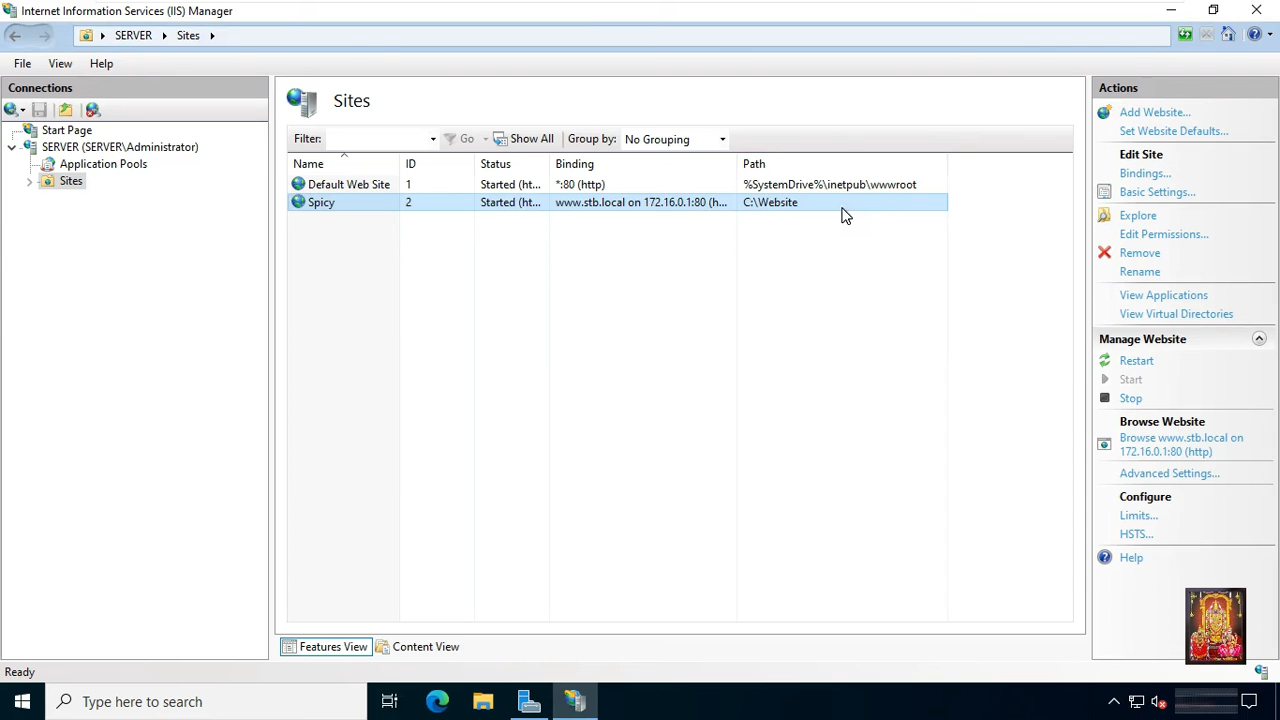 Internet Information Services (IIS) Manager
SERVER Sites
File View Help
Connections
Start Page
SERVER (SERVER\Administrator)
Application Pools
Sites
Sites
Filter: Go Show All Group by: No Grouping
Name ID Status Binding Path
Default Web Site 1 Started (ht... *:80 (http) %SystemDrive%\inetpub\wwwroot
Spicy 2 Started (ht... www.stb.local on 172.16.0.1:80 (h... C:\Website
Features View Content View
Actions
Add Website...
Set Website Defaults...
Edit Site
Bindings...
Basic Settings...
Explore
Edit Permissions...
Remove
Rename
View Applications
View Virtual Directories
Manage Website
Restart
Start
Stop
Browse Website
Browse www.stb.local on
172.16.0.1:80 (http)
Advanced Settings...
Configure
Limits...
HSTS...
Help
Ready
Type here to search